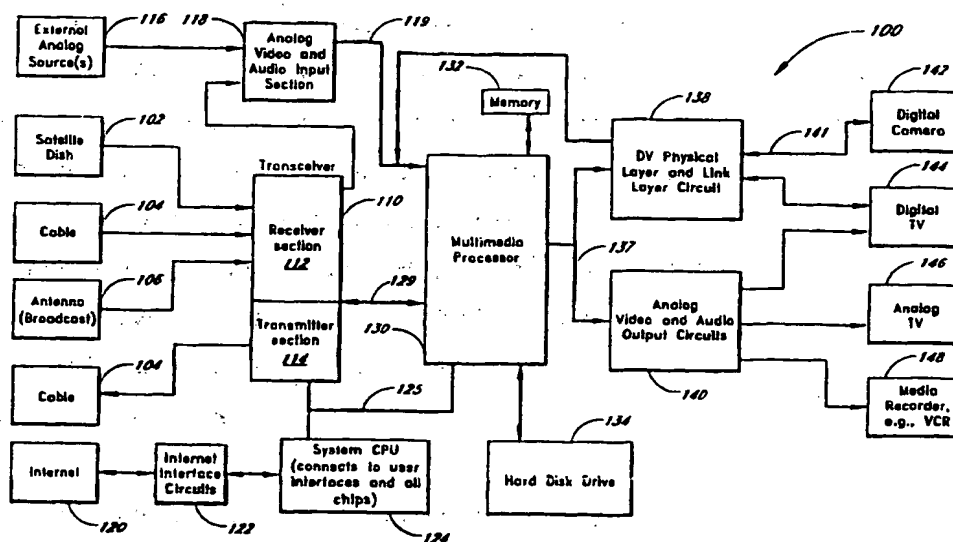 116
118
119
100
External
Analog
Source(s)
Analog
Video and
Audio Input
Section
132
Memory
138
142
Digital
Camera
102
Satellite
Dish
141
DV Physical
Layer and Link
Layer Circuit
144
Digital
TV
Transceiver
110
104
Cable
Receiver
section
112
Multimedia
Processor
137
106
Antenna
(Broadcast)
129
146
Analog
TV
Analog
Video and Audio
Output Circuits
Transmitter
section
114
130
104
Cable
125
140
148
Media
Recorder,
e.g., VCR
134
Hard Disk Drive
Internet
Internet
Interface
Circuits
System CPU
(connects to user
interfaces and all
chips)
120
122
124